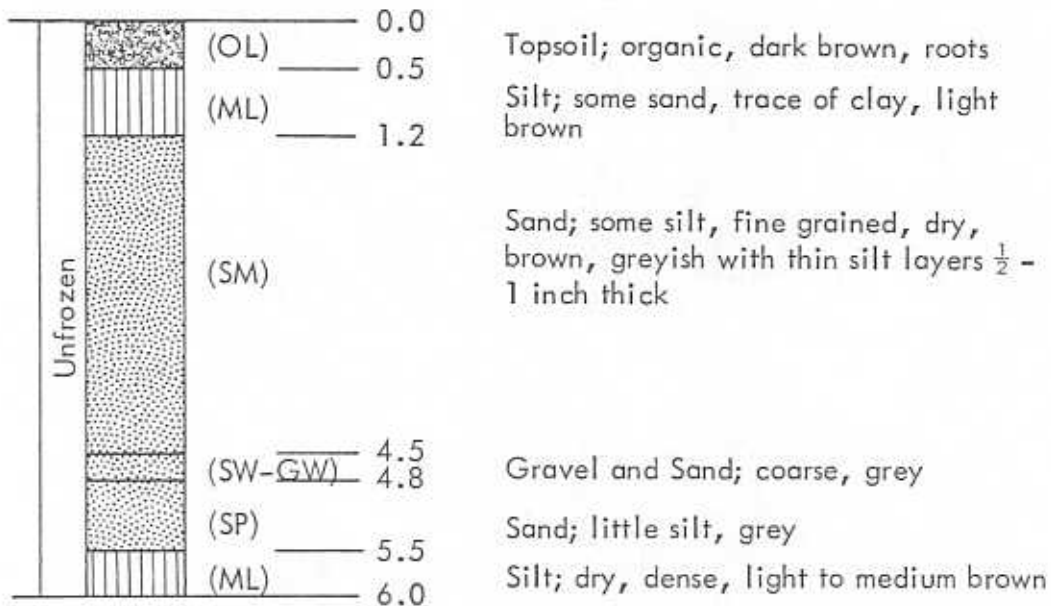 0.0
(OL)
Topsoil; organic, dark brown, roots
0.5
(ML)
Silt; some sand, trace of clay, light
brown
1.2
Unfrozen
(SM)
Sand; some silt, fine grained, dry,
brown, greyish with thin silt layers ½ -
1 inch thick
4.5
(SW-GW)
4.8
Gravel and Sand; coarse, grey
(SP)
Sand; little silt, grey
5.5
(ML)
Silt; dry, dense, light to medium brown
6.0